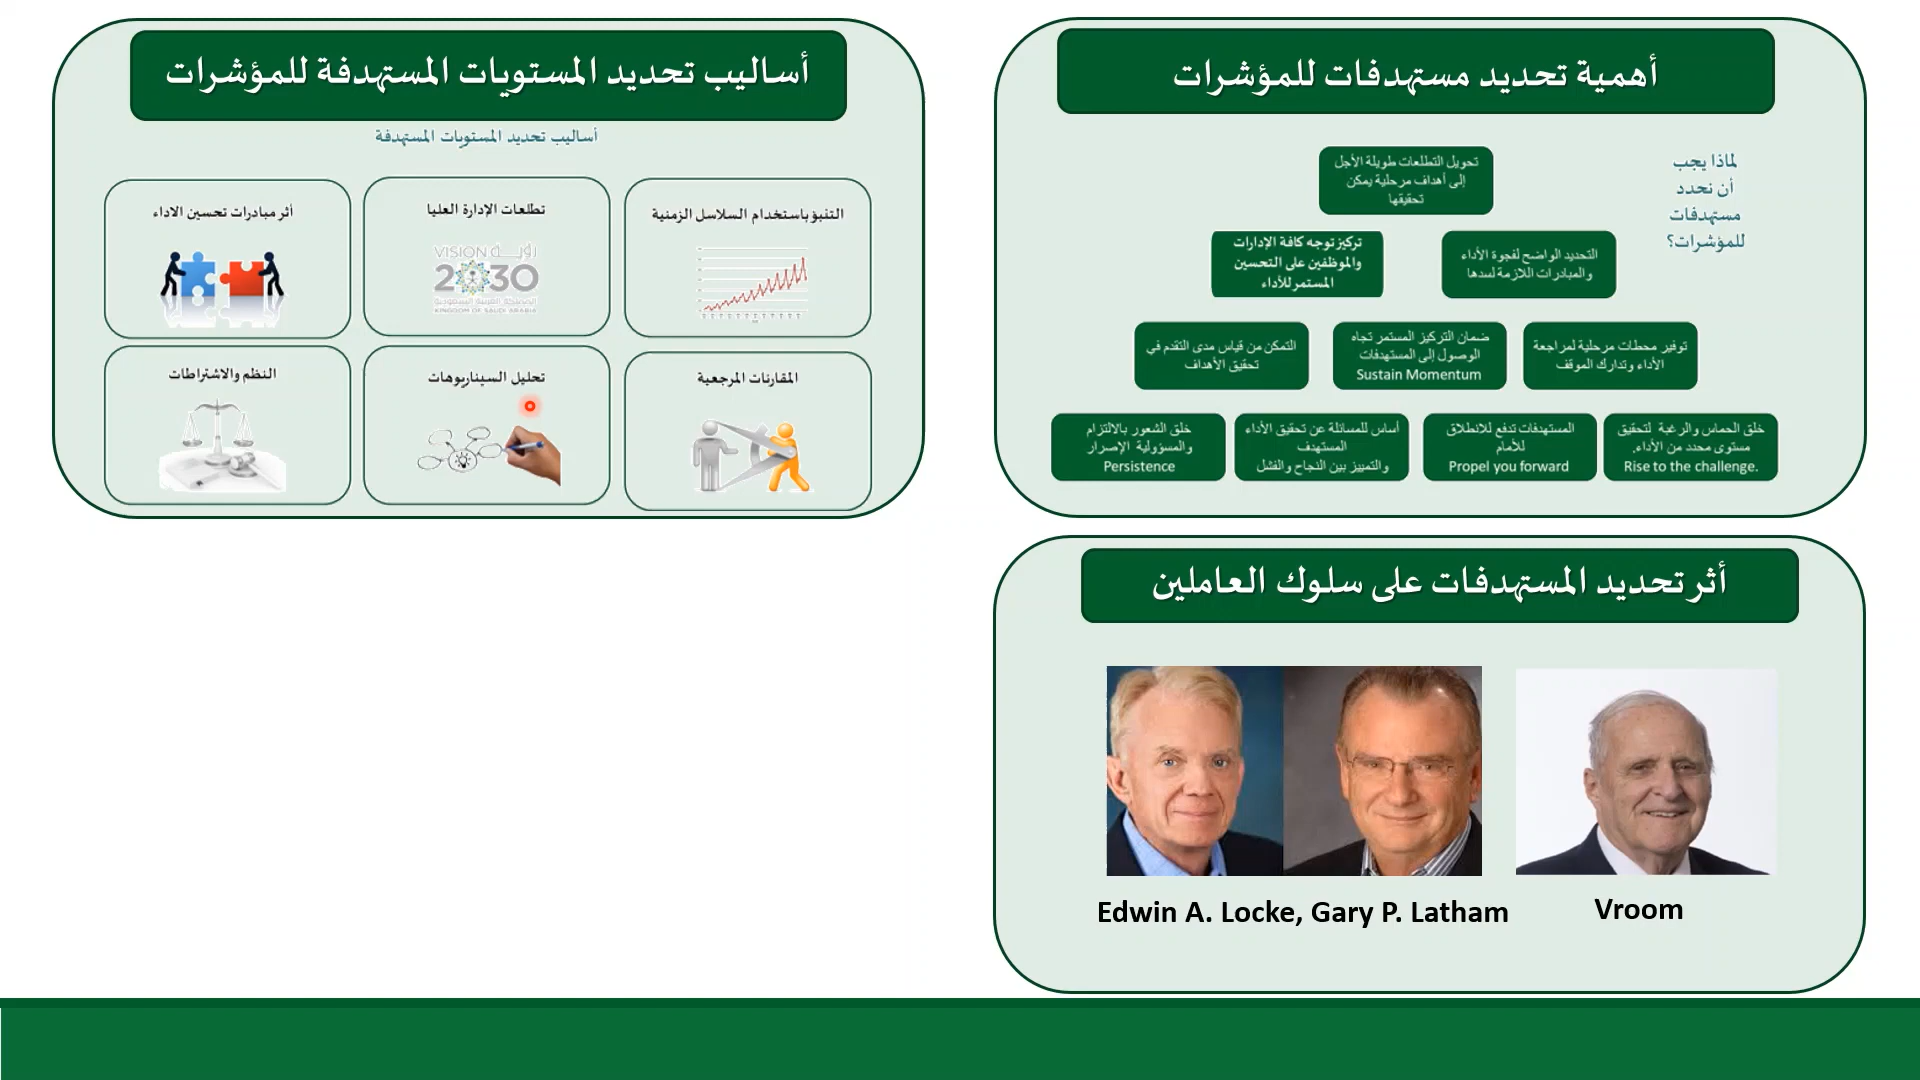 أهمية تحديد مستهدفات للمؤشرات
لماذا يجب
أن نحدد
مستهدفات
للمؤشرات؟
تحويل التطلعات طويلة الأجل
إلى أهداف مرحلية يمكن
تحقيقها
التحديد الواضح لفجوة الأداء
والمبادرات اللازمة لسدها
تركيز توجه كافة الإدارات
والموظفين على التحسين
المستمر للأداء
توفير محطات مرحلية لمراجعة
الأداء وتدارك الموقف
ضمان التركيز المستمر تجاه
الوصول إلى المستهدفات
Sustain Momentum
التمكن من قياس مدى التقدم في
تحقيق الأهداف
خلق الحماس والرغبة لتحقيق
مستوى محدد من الأداء.
Rise to the challenge.
المستهدفات تدفع للانطلاق
للأمام
Propel you forward
أساس للمسائلة عن تحقيق الأداء
المستهدف
والتمييز بين النجاح والفشل
خلق الشعور بالالتزام
والمسؤولية الإصرار
Persistence
أساليب تحديد المستويات المستهدفة للمؤشرات
أساليب تحديد المستويات المستهدفة
التنبؤ باستخدام السلاسل الزمنية
تطلعات الإدارة العليا
VISION رؤيـة
2030
المملكة العربية السعودية
KINGDOM OF SAUDI ARABIA
أثر مبادرات تحسين الاداء
المقارنات المرجعية
تحليل السيناريوهات
النظم والاشتراطات
أثر تحديد المستهدفات على سلوك العاملين
Vroom
Edwin A. Locke, Gary P. Latham